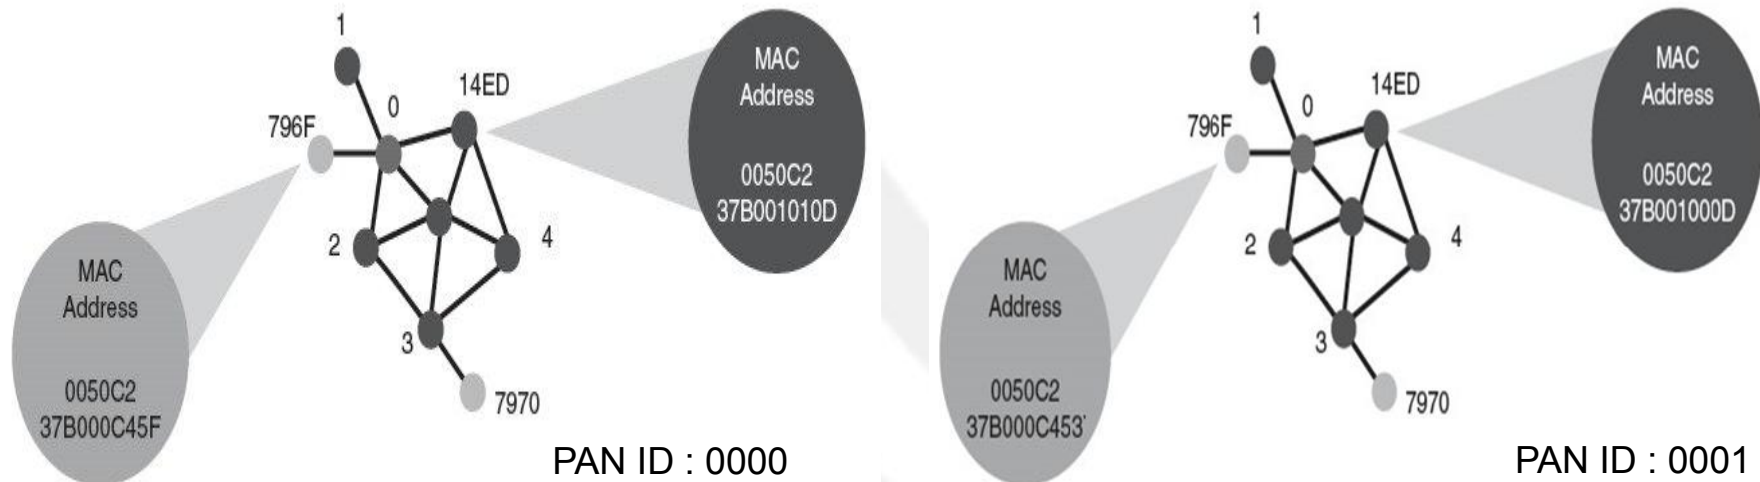 1
0
14ED
796F
2
4
3
7970
MAC
Address
0050C2
37B001010D
MAC
Address
0050C2
37B000C45F
PAN ID : 0000
1
0
14ED
796F
2
4
3
7970
MAC
Address
0050C2
37B001000D
MAC
Address
0050C2
37B000C453
PAN ID : 0001